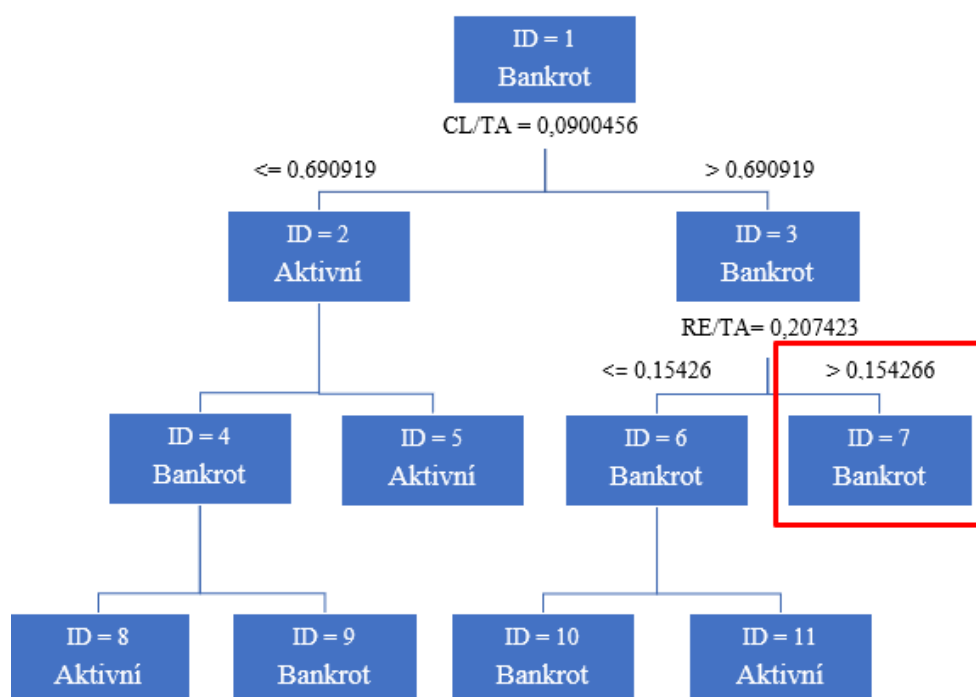 ID = 1
Bankrot
CL/TA = 0,0900456
<= 0,690919
> 0,690919
ID = 2
Aktivní
ID = 3
Bankrot
RE/TA= 0,207423
<= 0,15426
> 0,154266
ID = 4
Bankrot
ID = 5
Aktivní
ID = 6
Bankrot
ID = 7
Bankrot
ID = 8
Aktivní
ID = 9
Bankrot
ID = 10
Bankrot
ID = 11
Aktivní